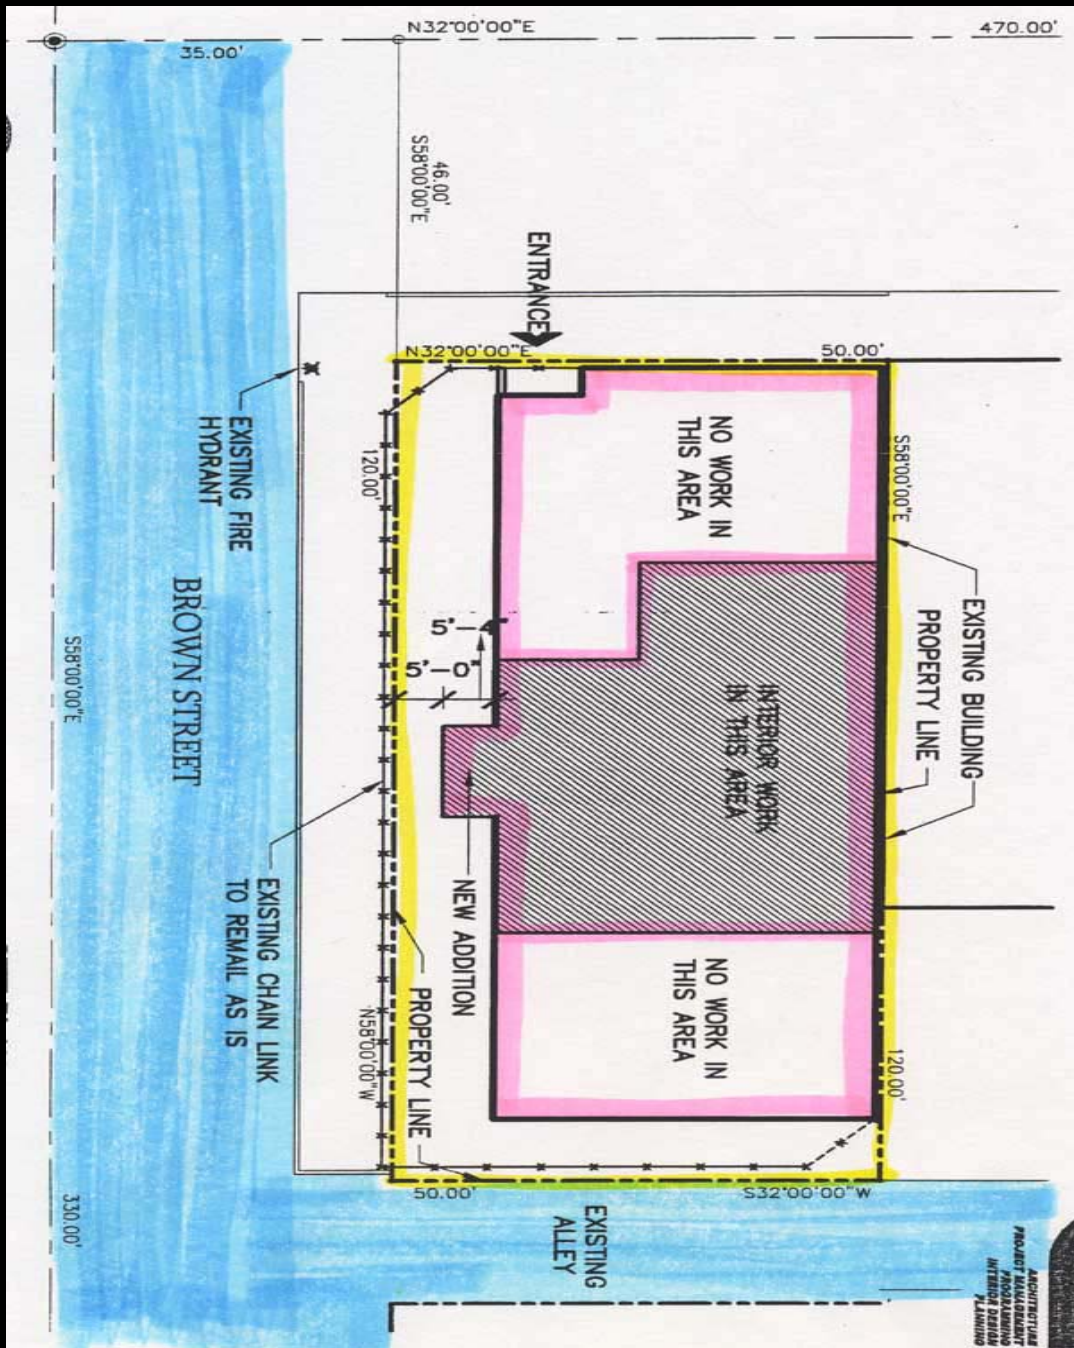 N32°00'00"E
470.00'
35.00'
46.00'
S58°00'00"E
ENTRANCE
N32°00'00"E
50.00'
EXISTING FIRE
HYDRANT
120.00'
NO WORK IN
THIS AREA
S58°00'00"E
EXISTING BUILDING
PROPERTY LINE
5'-4"
5'-0"
INTERIOR WORK
IN THIS AREA
BROWN STREET
S58°00'00"E
NEW ADDITION
EXISTING CHAIN LINK
TO REMAIL AS IS
PROPERTY LINE
N58°00'00"W
NO WORK IN
THIS AREA
120.00'
50.00'
S32°00'00"W
330.00'
EXISTING
ALLEY
ARCHITECTURE
PROJECT MANAGEMENT
PROGRAMMING
INTERIOR DESIGN
PLANNING